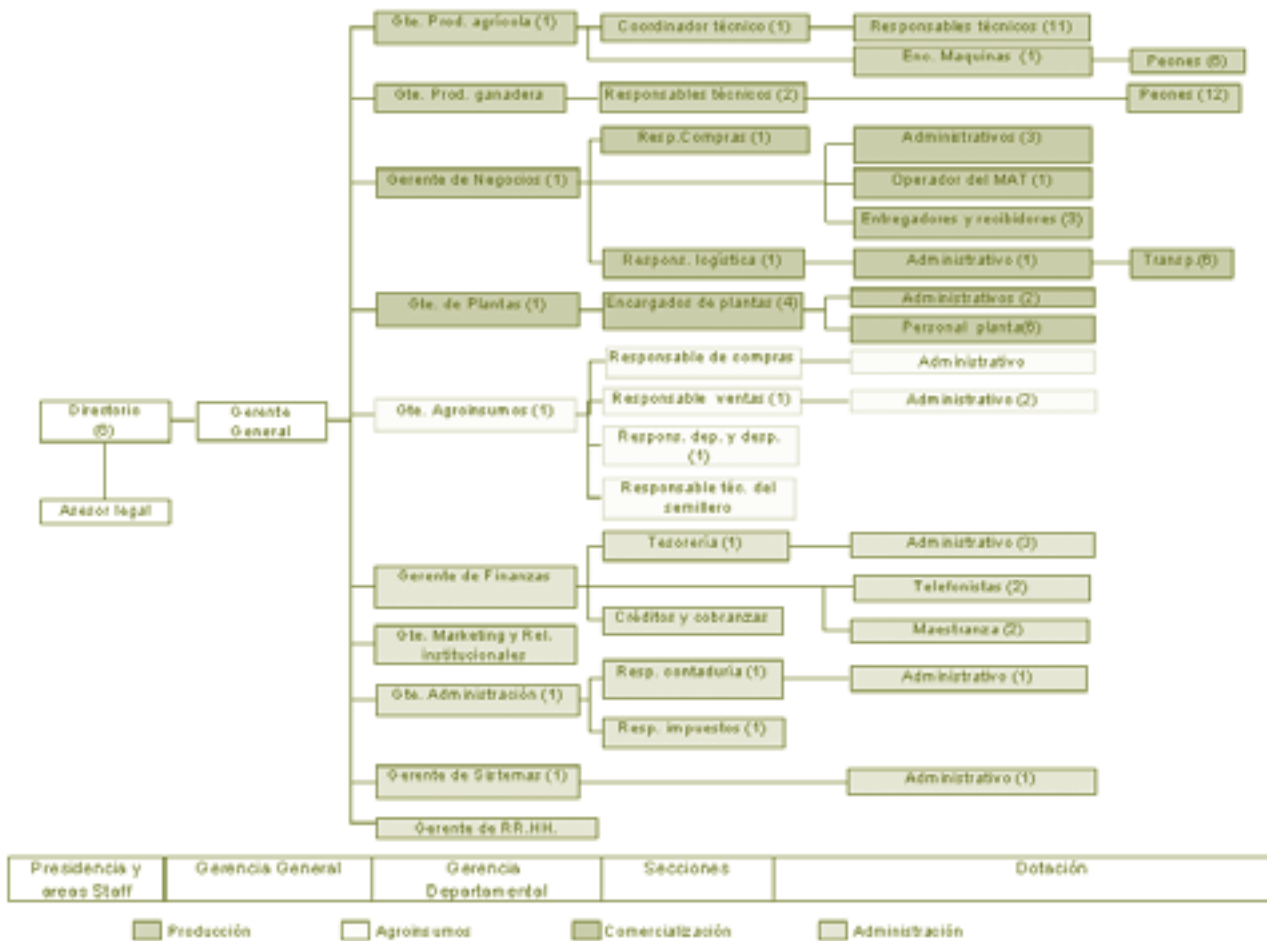 Gte. Prod. agrícola (1)
Coordinador técnico (1)
Responsables técnicos (11)
Enc. Maquinas (1)
Peones (6)
Gte. Prod. ganadera
Responsables técnicos (2)
Peones (12)
Resp.Compras (1)
Administrativos (3)
Gerente de Negocios (1)
Operador del MAT (1)
Entregadores y recibidores (3)
Respons. logística (1)
Administrativo (1)
Transp.(6)
Gte. de Plantas (1)
Encargados de plantas (4)
Administrativos (2)
Personal planta(6)
Responsable de compras
Administrativo
Directorio
(6)
Gerente
General
Gte. Agroinsumos (1)
Responsable ventas (1)
Administrativo (2)
Respons. dep. y desp.
(1)
Asesor legal
Responsable téc. del
semillero
Tesorería (1)
Administrativo (3)
Gerente de Finanzas
Telefonistas (2)
Créditos y cobranzas
Maestranza (2)
Gte. Marketing y Rel.
institucionales
Resp. contaduría (1)
Administrativo (1)
Gte. Administración (1)
Resp. impuestos (1)
Gerente de Sistemas (1)
Administrativo (1)
Gerente de RR.HH.
Presidencia y
areas Staff
Gerencia General
Gerencia
Departamental
Secciones
Dotación
Producción
Agroinsumos
Comercialización
Administración